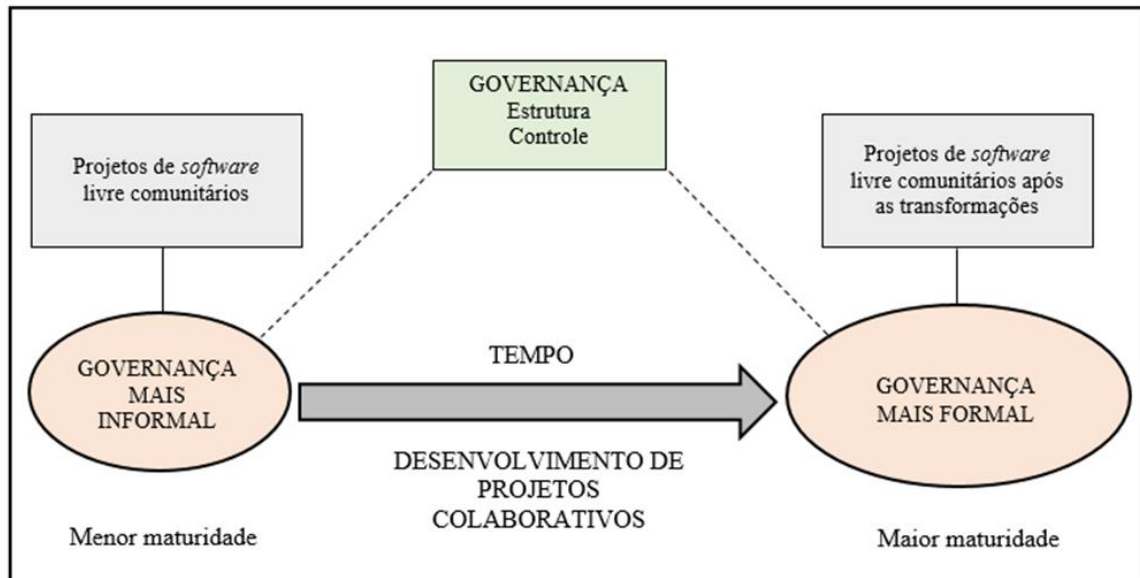 GOVERNANÇA
Estrutura
Controle
Projetos de software
livre comunitários
Projetos de software
livre comunitários após
as transformações
GOVERNANÇA
MAIS
INFORMAL
TEMPO
DESENVOLVIMENTO DE
PROJETOS
COLABORATIVOS
GOVERNANÇA
MAIS FORMAL
Menor maturidade
Maior maturidade